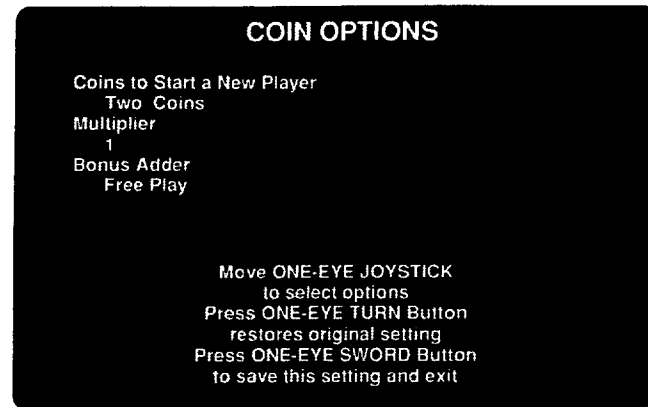 COIN OPTIONS
Coins to Start a New Player
Two Coins
Multiplier
1
Bonus Adder
Free Play
Move ONE-EYE JOYSTICK
to select options
Press ONE-EYE TURN Button
restores original setting
Press ONE-EYE SWORD Button
to save this setting and exit